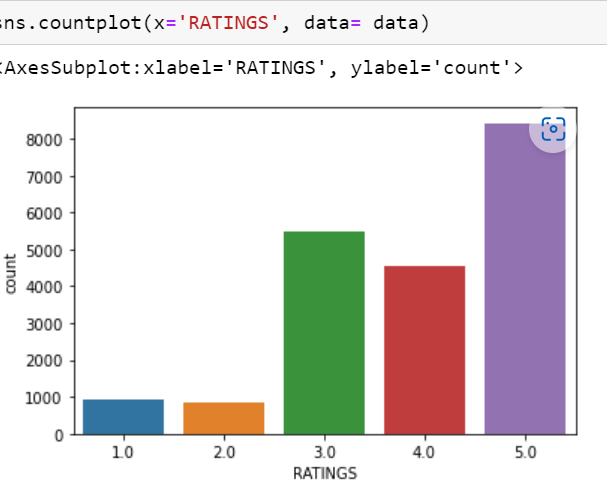 sns.countplot(x='RATINGS', data= data)
<AxesSubplot:xlabel='RATINGS', ylabel='count'>
8000
7000
6000
5000
4000
3000
2000
1000
0
count
1.0 2.0 3.0 4.0 5.0
RATINGS